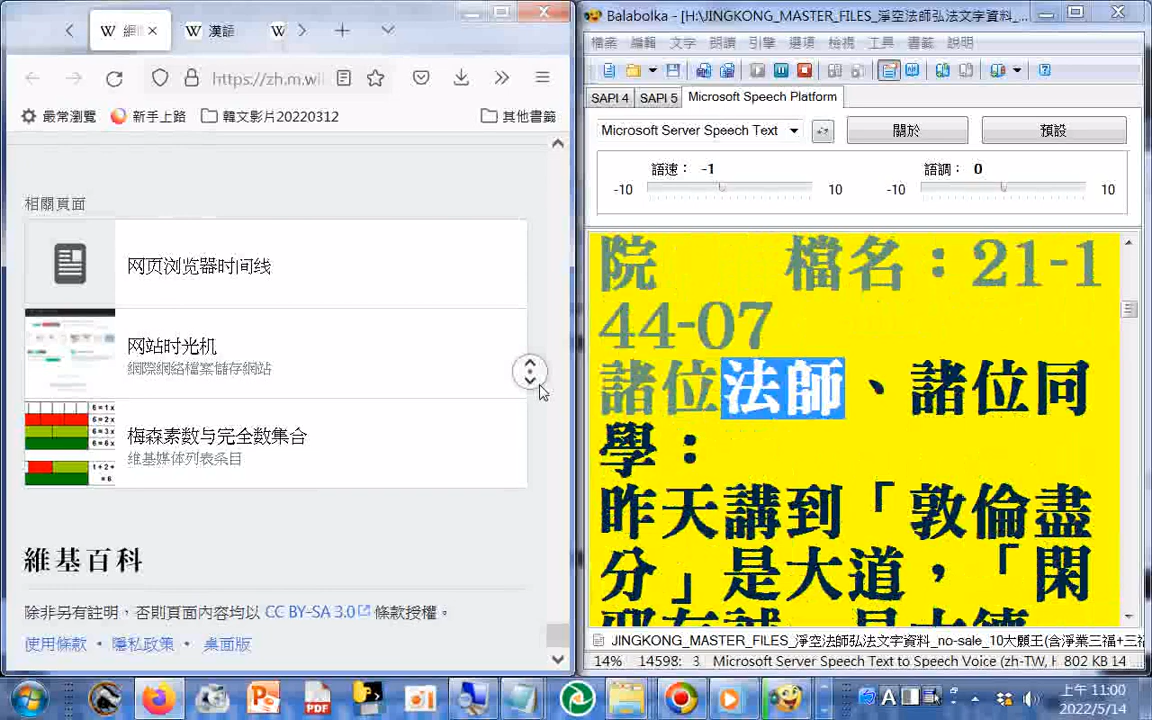 網
漢語
https://zh.m.wi
最常瀏覽
新手上路
韓文影片20220312
其他書籤
相關頁面
网页浏览器时间线
网站时光机
網際網絡檔案儲存網站
梅森素数与完全数集合
维基媒体列表条目
維基百科
除非另有註明，否則頁面內容均以 CC BY-SA 3.0 條款授權。
使用條款 • 隱私政策 • 桌面版
Balabolka - [H:\JINGKONG_MASTER_FILES_淨空法師弘法文字資料_...
檔案 編輯 文字 朗讀 引擎 選項 檢視 工具 書籤 說明
SAPI 4 SAPI 5 Microsoft Speech Platform
Microsoft Server Speech Text
關於
預設
語速： -1
語調： 0
-10 10 -10 10
院 檔名：21-1
44-07
諸位法師、諸位同
學：
昨天講到「敦倫盡
分」是大道，「閑
邪存誠」是大德
JINGKONG_MASTER_FILES_淨空法師弘法文字資料_no-sale_10大願王(含淨業三福+三福
14% 14598: 3 Microsoft Server Speech Text to Speech Voice (zh-TW, H 802 KB 14
上午 11:00
2022/5/14